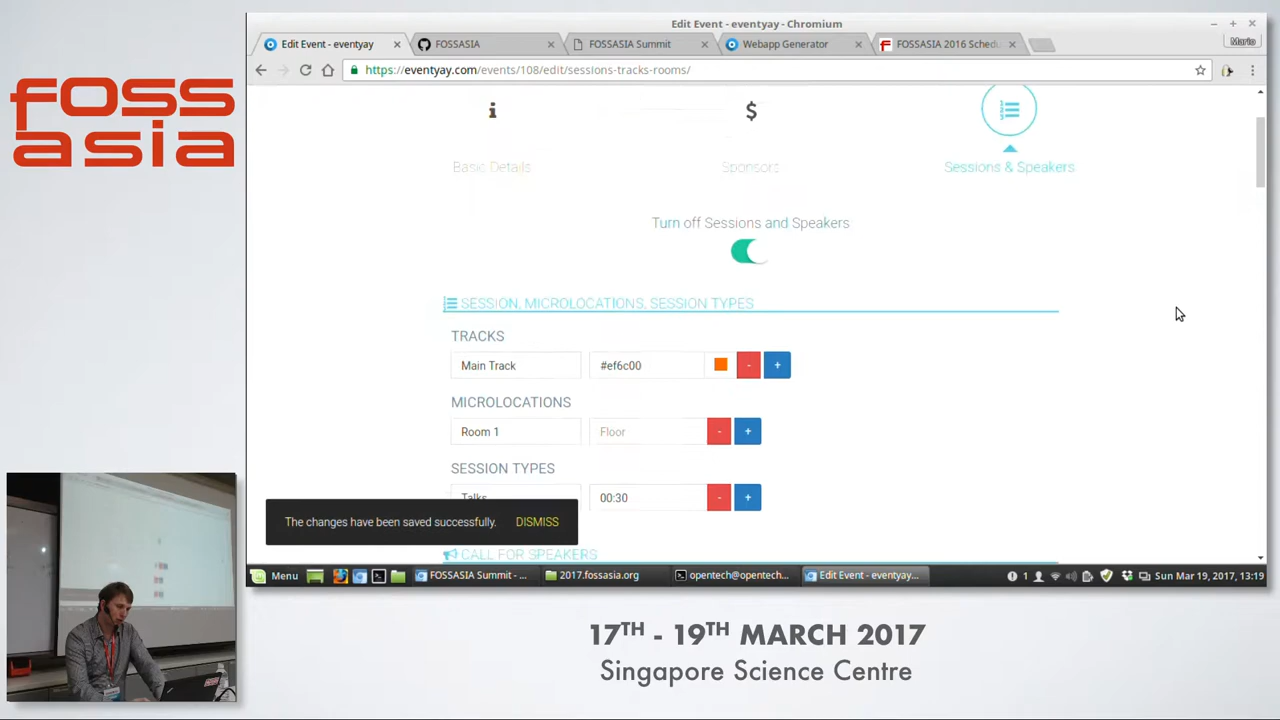 foss
asia
Edit Event - eventyay - Chromium
Edit Event - eventyay
FOSSASIA
FOSSASIA Summit
Webapp Generator
FOSSASIA 2016 Schedu
Mario
https://eventyay.com/events/108/edit/sessions-tracks-rooms/
Basic Details
Sponsors
Sessions & Speakers
Turn off Sessions and Speakers
SESSION, MICROLOCATIONS, SESSION TYPES
TRACKS
Main Track #ef6c00 - +
MICROLOCATIONS
Room 1 Floor - +
SESSION TYPES
Talks 00:30 - +
The changes have been saved successfully. DISMISS
CALL FOR SPEAKERS
Menu FOSSASIA Summit - ... 2017.fossasia.org opentech@opentech... Edit Event - eventyay... 1 Sun Mar 19, 2017, 13:19
17TH - 19TH MARCH 2017
Singapore Science Centre